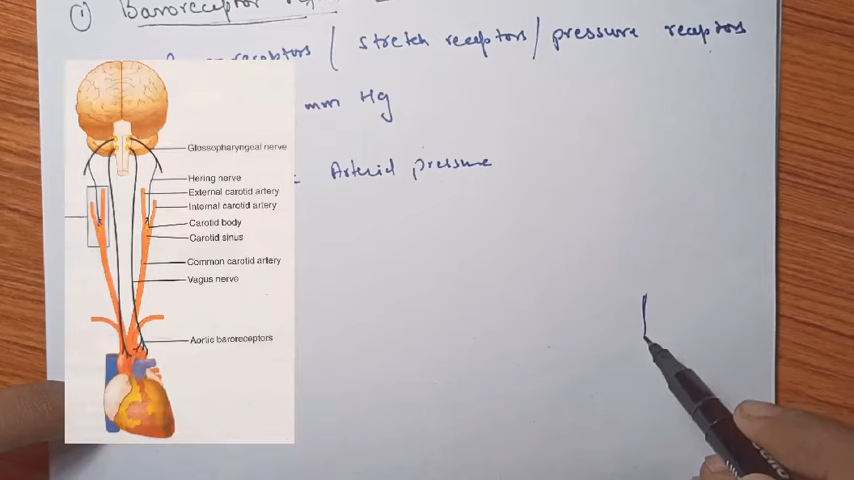 ① Baroreceptor
receptors / stretch receptors / pressure receptors
mm Hg
= Arterial pressure
Glossopharyngeal nerve
Hering nerve
External carotid artery
Internal carotid artery
Carotid body
Carotid sinus
Common carotid artery
Vagus nerve
Aortic baroreceptors